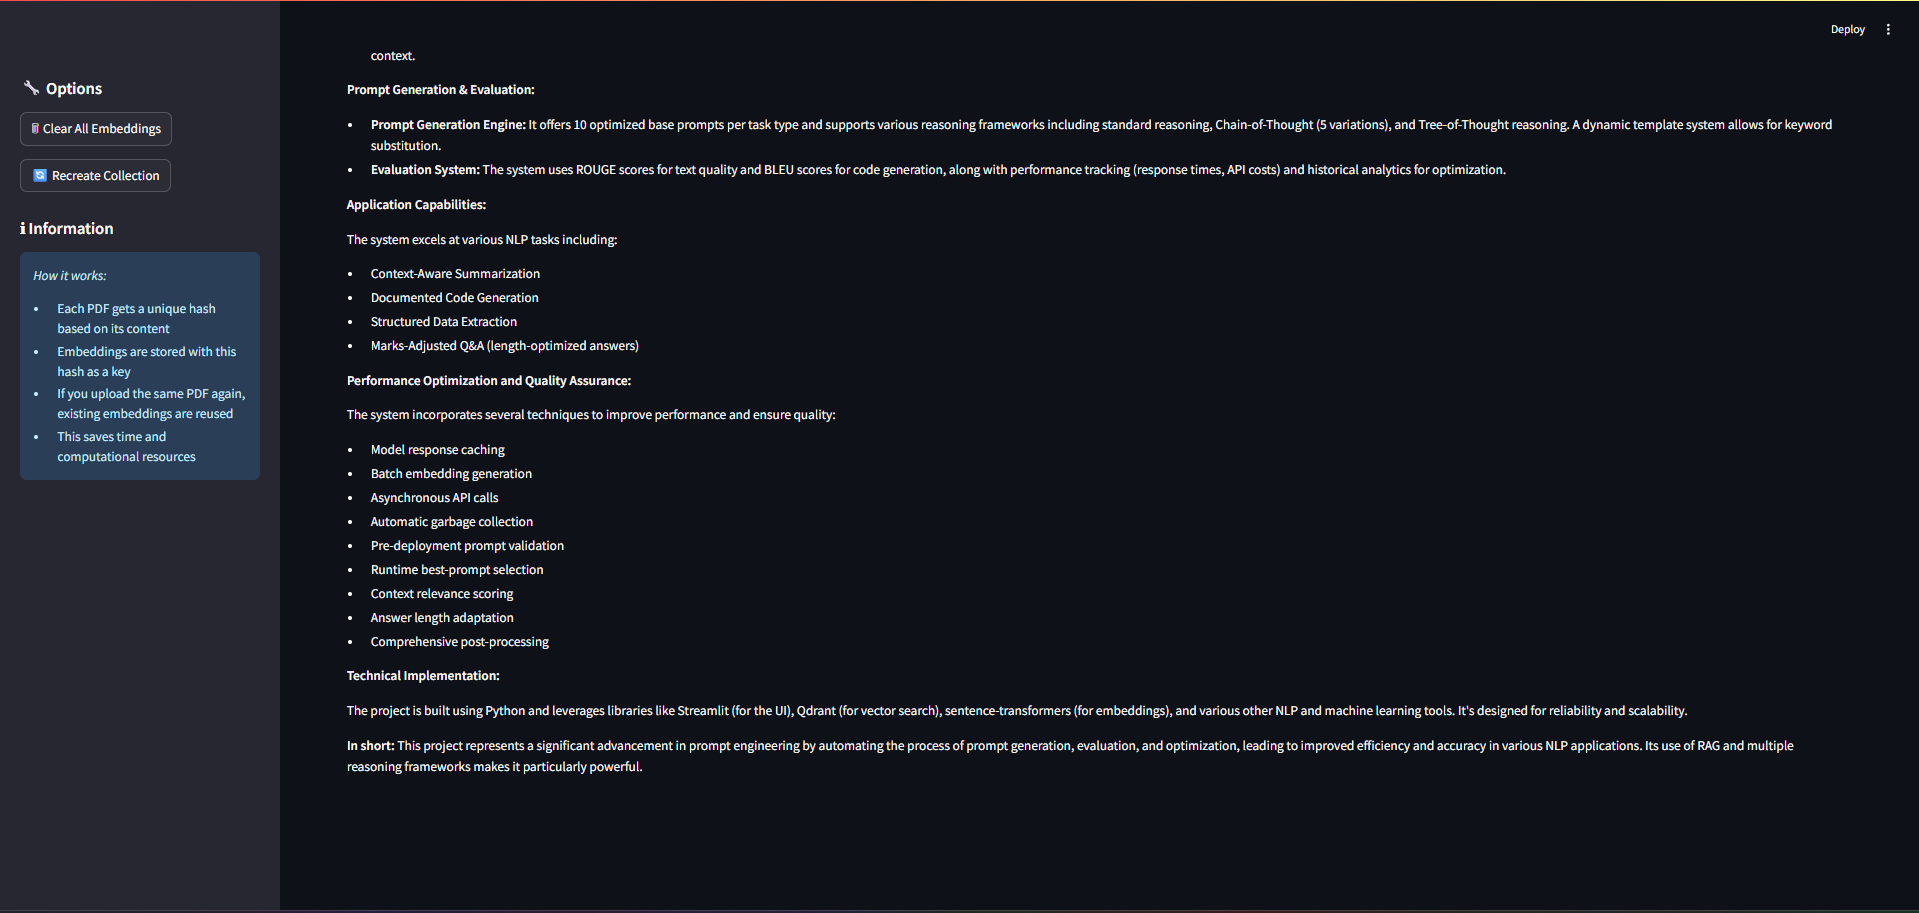 Deploy
Options
Clear All Embeddings
Recreate Collection
Information
How it works:
• Each PDF gets a unique hash
based on its content
• Embeddings are stored with this
hash as a key
• If you upload the same PDF again,
existing embeddings are reused
• This saves time and
computational resources
context.
Prompt Generation & Evaluation:
• Prompt Generation Engine: It offers 10 optimized base prompts per task type and supports various reasoning frameworks including standard reasoning, Chain-of-Thought (5 variations), and Tree-of-Thought reasoning. A dynamic template system allows for keyword
substitution.
• Evaluation System: The system uses ROUGE scores for text quality and BLEU scores for code generation, along with performance tracking (response times, API costs) and historical analytics for optimization.
Application Capabilities:
The system excels at various NLP tasks including:
• Context-Aware Summarization
• Documented Code Generation
• Structured Data Extraction
• Marks-Adjusted Q&A (length-optimized answers)
Performance Optimization and Quality Assurance:
The system incorporates several techniques to improve performance and ensure quality:
• Model response caching
• Batch embedding generation
• Asynchronous API calls
• Automatic garbage collection
• Pre-deployment prompt validation
• Runtime best-prompt selection
• Context relevance scoring
• Answer length adaptation
• Comprehensive post-processing
Technical Implementation:
The project is built using Python and leverages libraries like Streamlit (for the UI), Qdrant (for vector search), sentence-transformers (for embeddings), and various other NLP and machine learning tools. It's designed for reliability and scalability.
In short: This project represents a significant advancement in prompt engineering by automating the process of prompt generation, evaluation, and optimization, leading to improved efficiency and accuracy in various NLP applications. Its use of RAG and multiple
reasoning frameworks makes it particularly powerful.